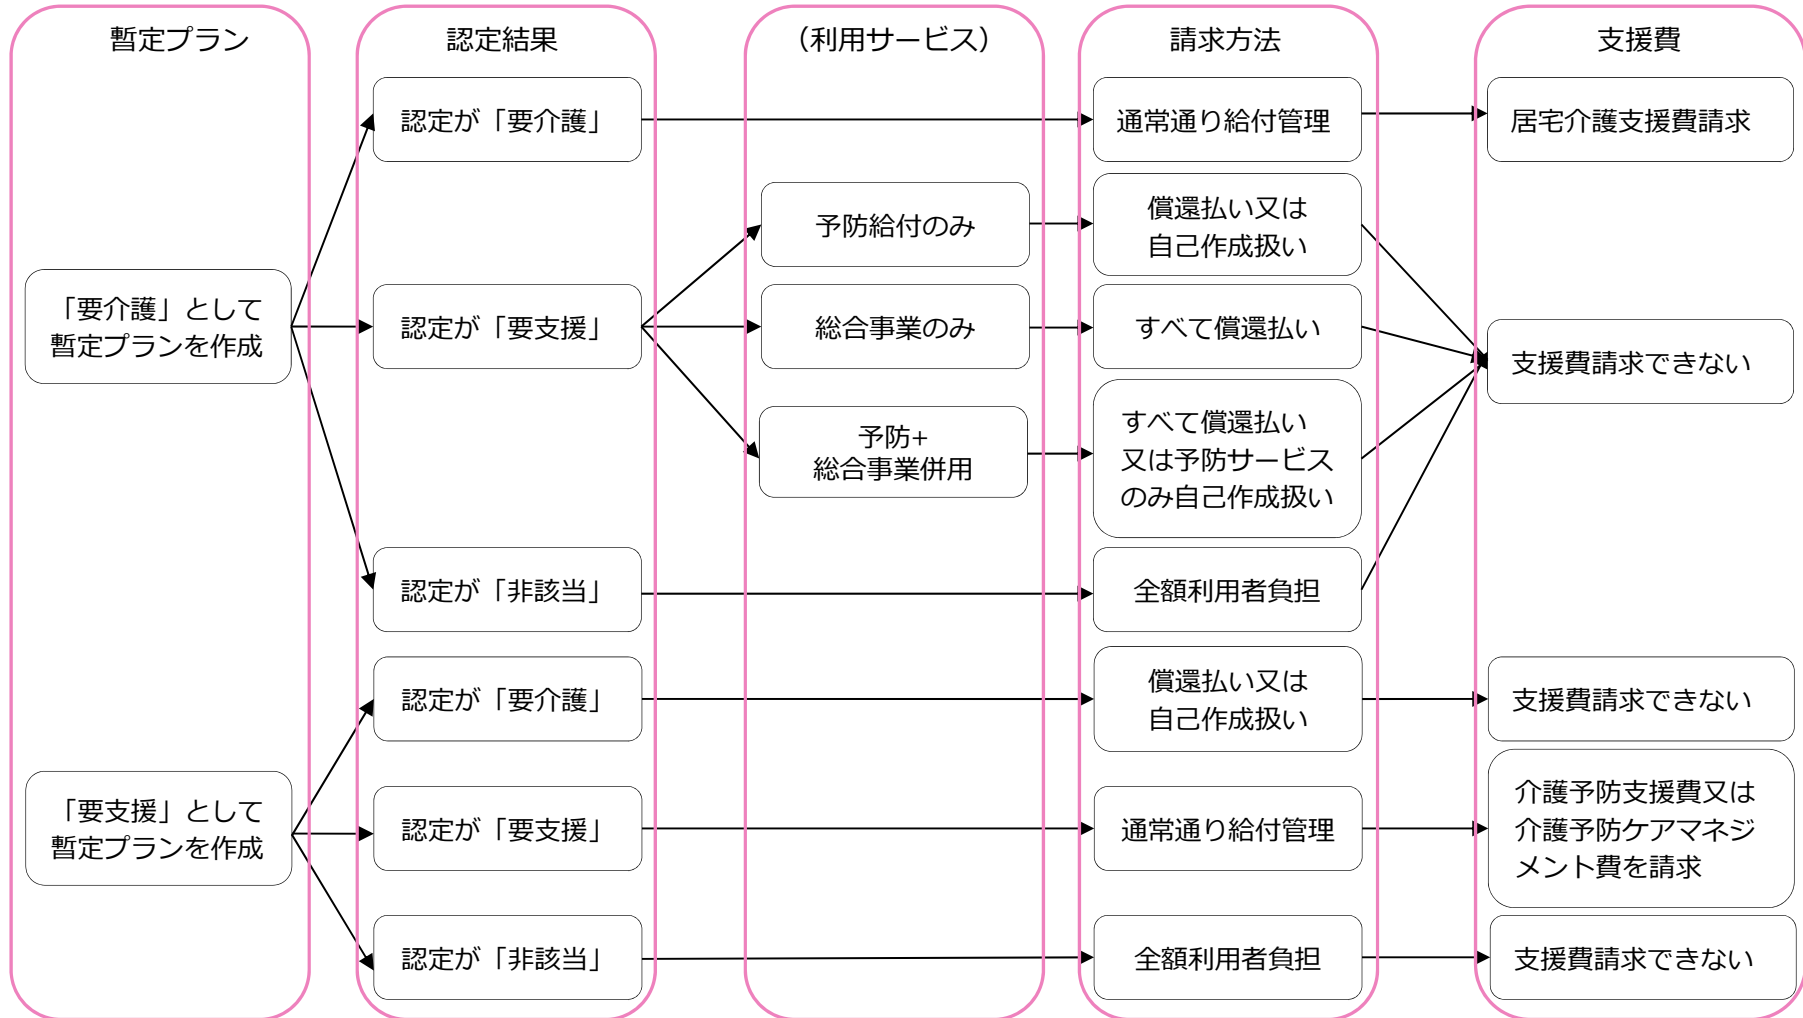 暫定プラン
認定結果
（利用サービス）
請求方法
支援費
「要介護」として
暫定プランを作成
認定が「要介護」
通常通り給付管理
居宅介護支援費請求
認定が「要支援」
予防給付のみ
償還払い又は
自己作成扱い
総合事業のみ
すべて償還払い
予防+
総合事業併用
すべて償還払い
又は予防サービス
のみ自己作成扱い
支援費請求できない
認定が「非該当」
全額利用者負担
「要支援」として
暫定プランを作成
認定が「要介護」
償還払い又は
自己作成扱い
支援費請求できない
認定が「要支援」
通常通り給付管理
介護予防支援費又は
介護予防ケアマネジ
メント費を請求
認定が「非該当」
全額利用者負担
支援費請求できない